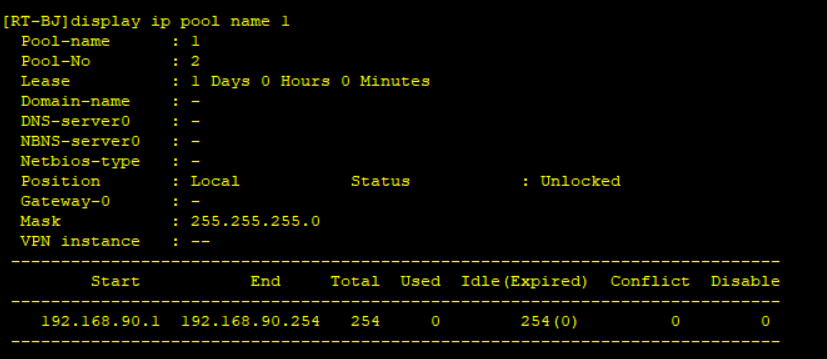 [RT-BJ]display ip pool name 1
Pool-name : 1
Pool-No : 2
Lease : 1 Days 0 Hours 0 Minutes
Domain-name : -
DNS-server0 : -
NBNS-server0 : -
Netbios-type : -
Position : Local Status : Unlocked
Gateway-0 : -
Mask : 255.255.255.0
VPN instance : --
-----------------------------------------------------------------------------
Start End Total Used Idle(Expired) Conflict Disable
-----------------------------------------------------------------------------
192.168.90.1 192.168.90.254 254 0 254(0) 0 0
-----------------------------------------------------------------------------